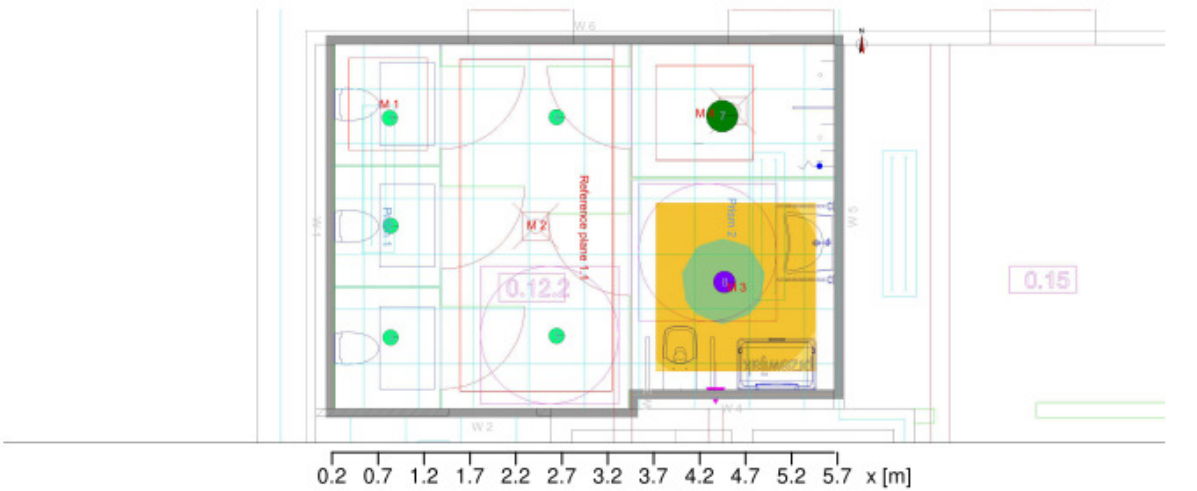 W 6
N
M 1
7
Reference plane 1.1
M 2
Prism 2
W 5
8
M 3
0.12.2
0.15
W 4
W 2
0.2 0.7 1.2 1.7 2.2 2.7 3.2 3.7 4.2 4.7 5.2 5.7 x [m]